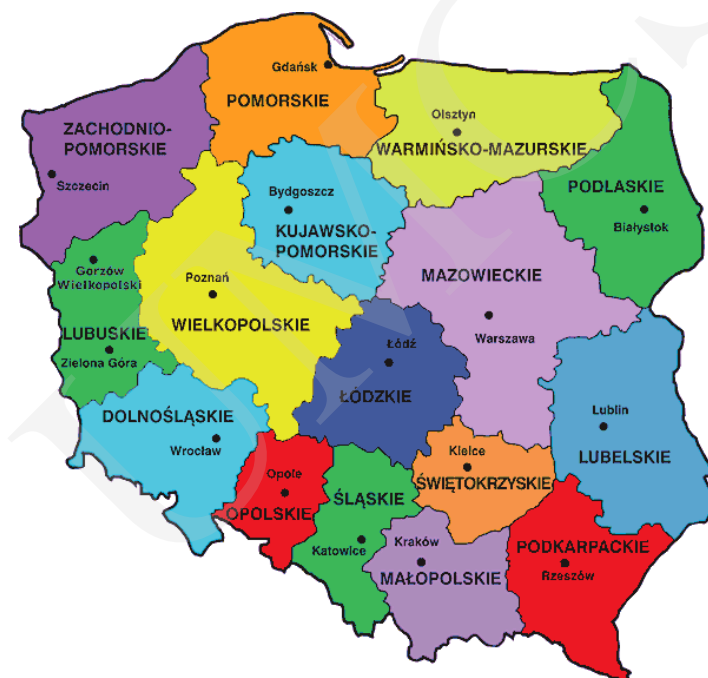 Gdańsk
POMORSKIE
ZACHODNIO-
POMORSKIE
Szczecin
Olsztyn
WARMIŃSKO-MAZURSKIE
PODLASKIE
Białystok
Bydgoszcz
KUJAWSKO-
POMORSKIE
Gorzów
Wielkopolski
LUBUSKIE
Zielona Góra
Poznań
WIELKOPOLSKIE
MAZOWIECKIE
Warszawa
Łódź
ŁÓDZKIE
DOLNOŚLĄSKIE
Wrocław
Lublin
LUBELSKIE
Opole
OPOLSKIE
ŚLĄSKIE
Katowice
Kielce
ŚWIĘTOKRZYSKIE
Kraków
MAŁOPOLSKIE
PODKARPACKIE
Rzeszów